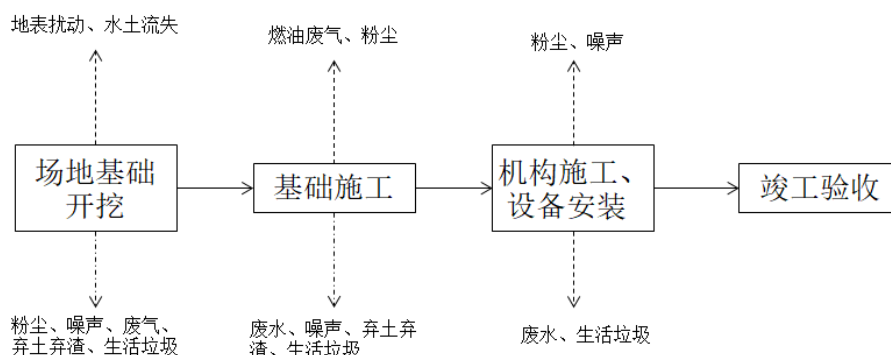 地表扰动、水土流失
燃油废气、粉尘
粉尘、噪声
场地基础
开挖
基础施工
机构施工、
设备安装
竣工验收
粉尘、噪声、废气、
弃土弃渣、生活垃圾
废水、噪声、弃土弃
渣、生活垃圾
废水、生活垃圾